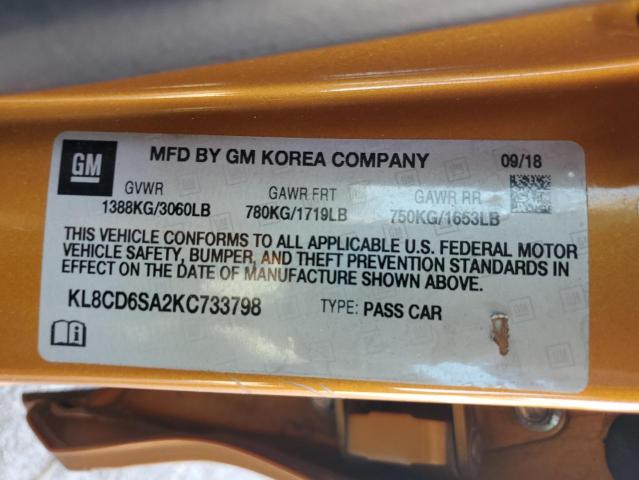 GM MFD BY GM KOREA COMPANY 09/18
GVWR GAWR FRT GAWR RR
1388KG/3060LB 780KG/1719LB 750KG/1653LB
THIS VEHICLE CONFORMS TO ALL APPLICABLE U.S. FEDERAL MOTOR
VEHICLE SAFETY, BUMPER, AND THEFT PREVENTION STANDARDS IN
EFFECT ON THE DATE OF MANUFACTURE SHOWN ABOVE.
KL8CD6SA2KC733798 TYPE: PASS CAR